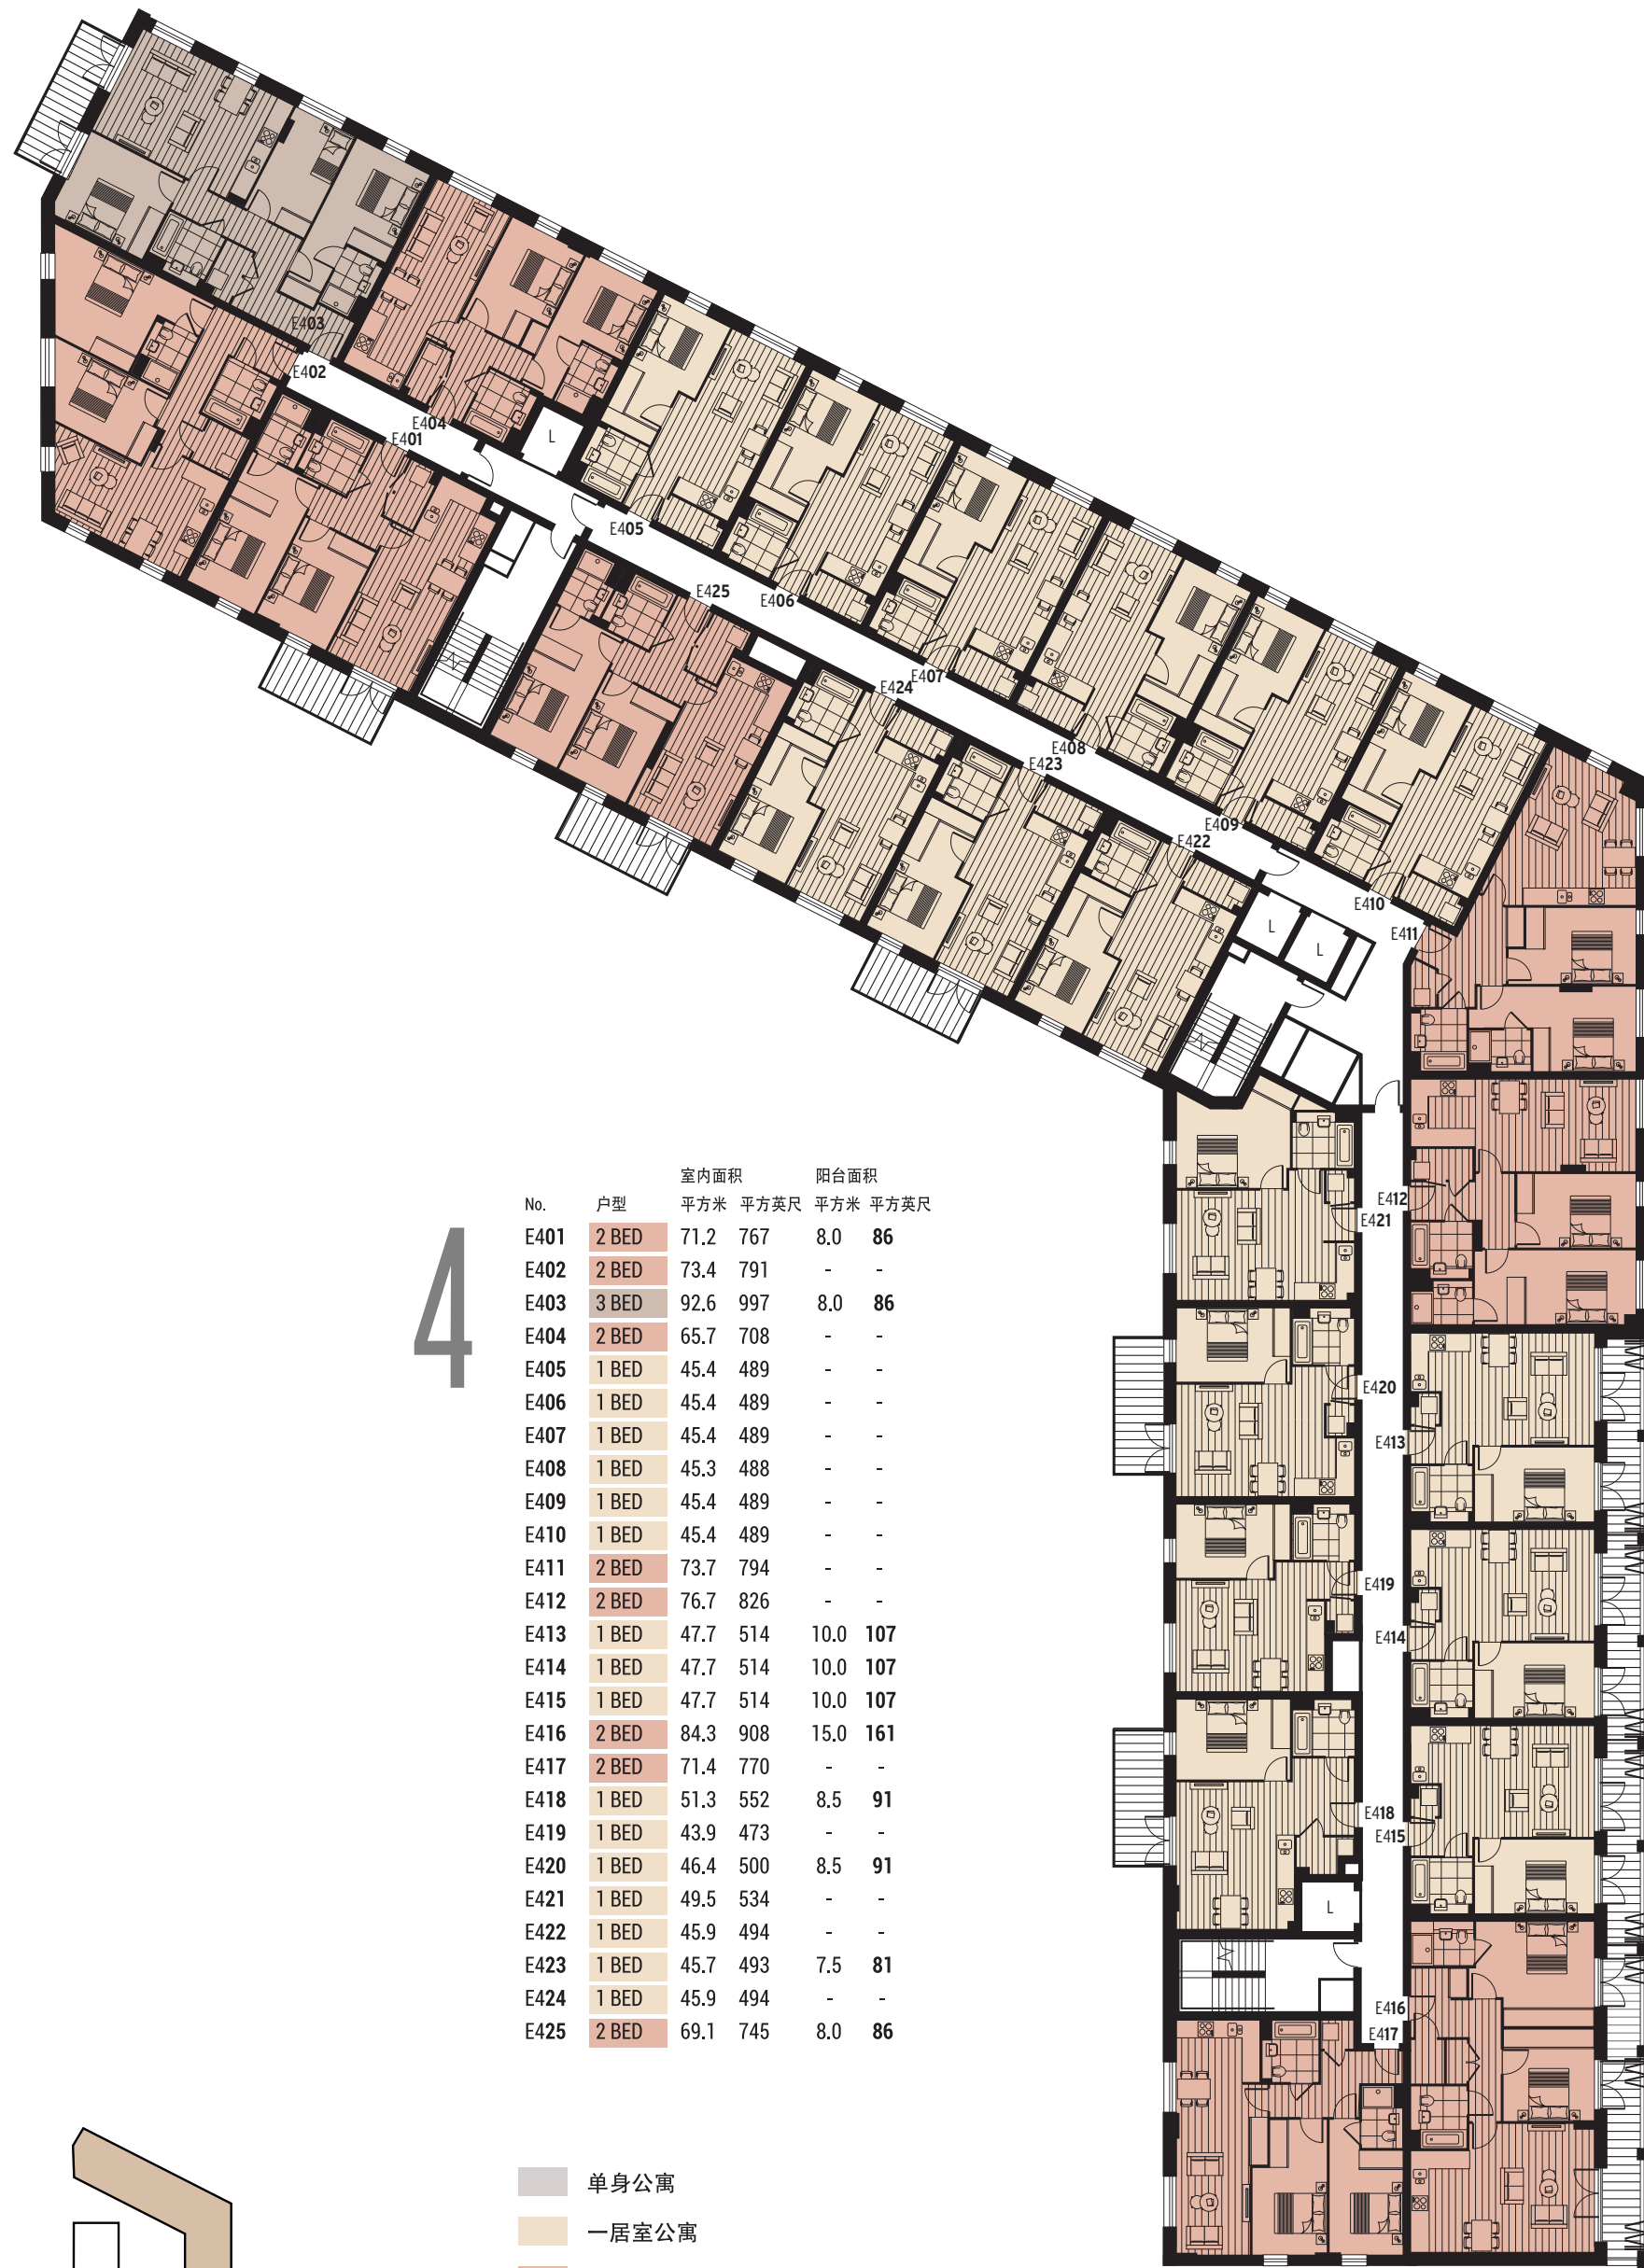 E403
E402
E404
E401
L
E405
E425
E406
E407
E424
E408
E423
E409
E422
E410
L
L
E411
E412
E421
E420
E413
E419
E414
E418
E415
L
E416
E417
4
室内面积 阳台面积
No. 户型 平方米 平方英尺 平方米 平方英尺
E401 2 BED 71.2 767 8.0 86
E402 2 BED 73.4 791 - -
E403 3 BED 92.6 997 8.0 86
E404 2 BED 65.7 708 - -
E405 1 BED 45.4 489 - -
E406 1 BED 45.4 489 - -
E407 1 BED 45.4 489 - -
E408 1 BED 45.3 488 - -
E409 1 BED 45.4 489 - -
E410 1 BED 45.4 489 - -
E411 2 BED 73.7 794 - -
E412 2 BED 76.7 826 - -
E413 1 BED 47.7 514 10.0 107
E414 1 BED 47.7 514 10.0 107
E415 1 BED 47.7 514 10.0 107
E416 2 BED 84.3 908 15.0 161
E417 2 BED 71.4 770 - -
E418 1 BED 51.3 552 8.5 91
E419 1 BED 43.9 473 - -
E420 1 BED 46.4 500 8.5 91
E421 1 BED 49.5 534 - -
E422 1 BED 45.9 494 - -
E423 1 BED 45.7 493 7.5 81
E424 1 BED 45.9 494 - -
E425 2 BED 69.1 745 8.0 86
单身公寓
一居室公寓